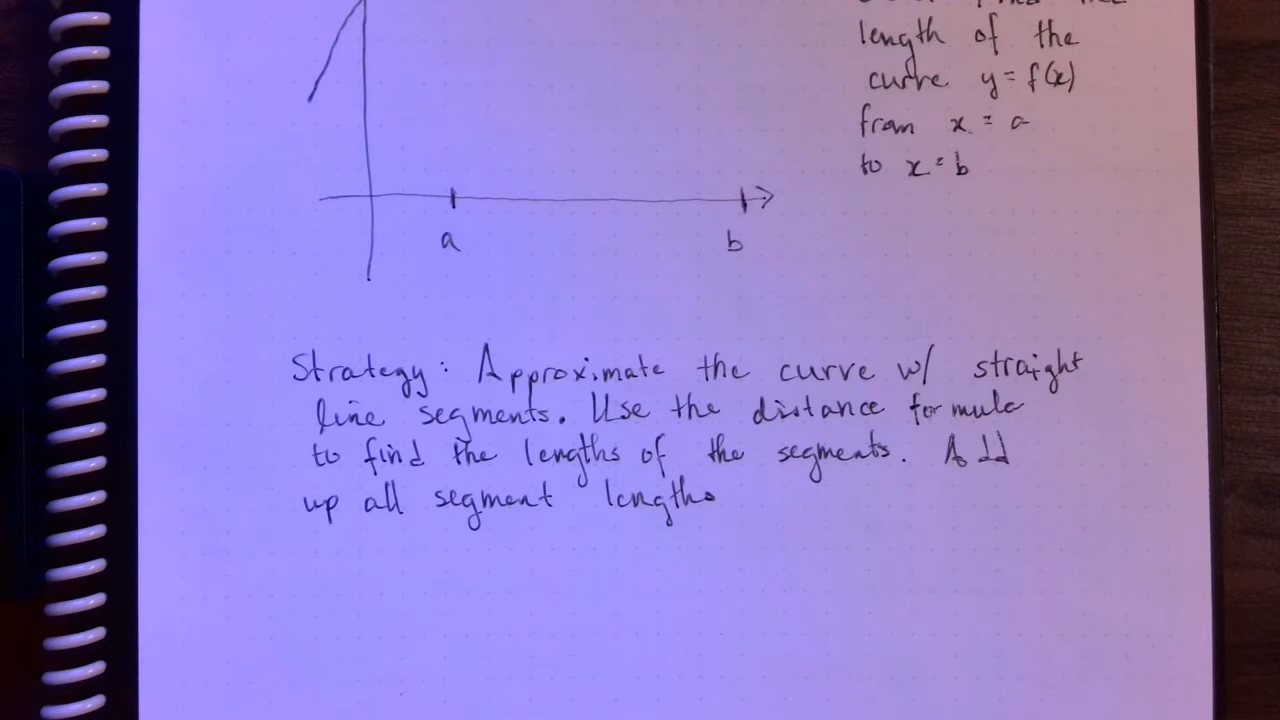 length of the
curve y = f(x)
from x = a
to x = b
a
b
Strategy: Approximate the curve w/ straight
line segments. Use the distance formula
to find the lengths of the segments. Add
up all segment lengths